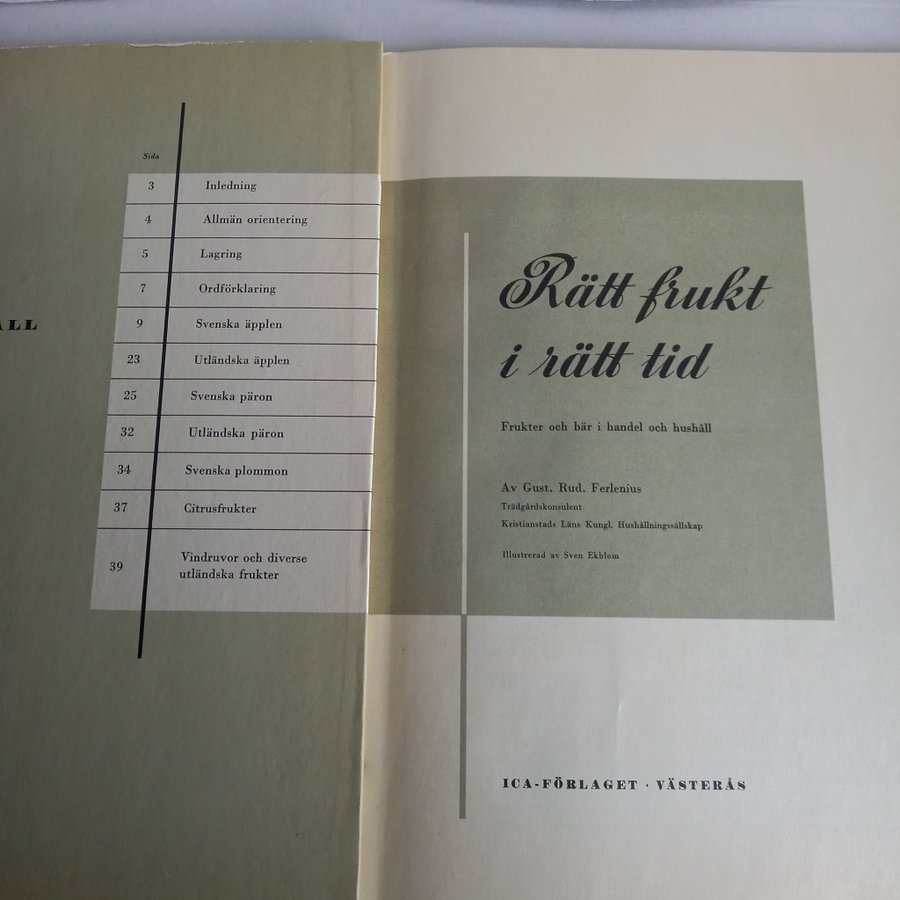 ALL
Sida
3 Inledning
4 Allmän orientering
5 Lagring
7 Ordförklaring
9 Svenska äpplen
23 Utländska äpplen
25 Svenska päron
32 Utländska päron
34 Svenska plommon
37 Citrusfrukter
39 Vindruvor och diverse
utländska frukter
Rätt frukt
i rätt tid
Frukter och bär i handel och hushåll
Av Gust. Rud. Ferlenius
Trädgårdskonsulent
Kristianstads Läns Kungl. Hushållningssällskap
Illustrerad av Sven Ekblom
ICA-FÖRLAGET · VÄSTERÅS